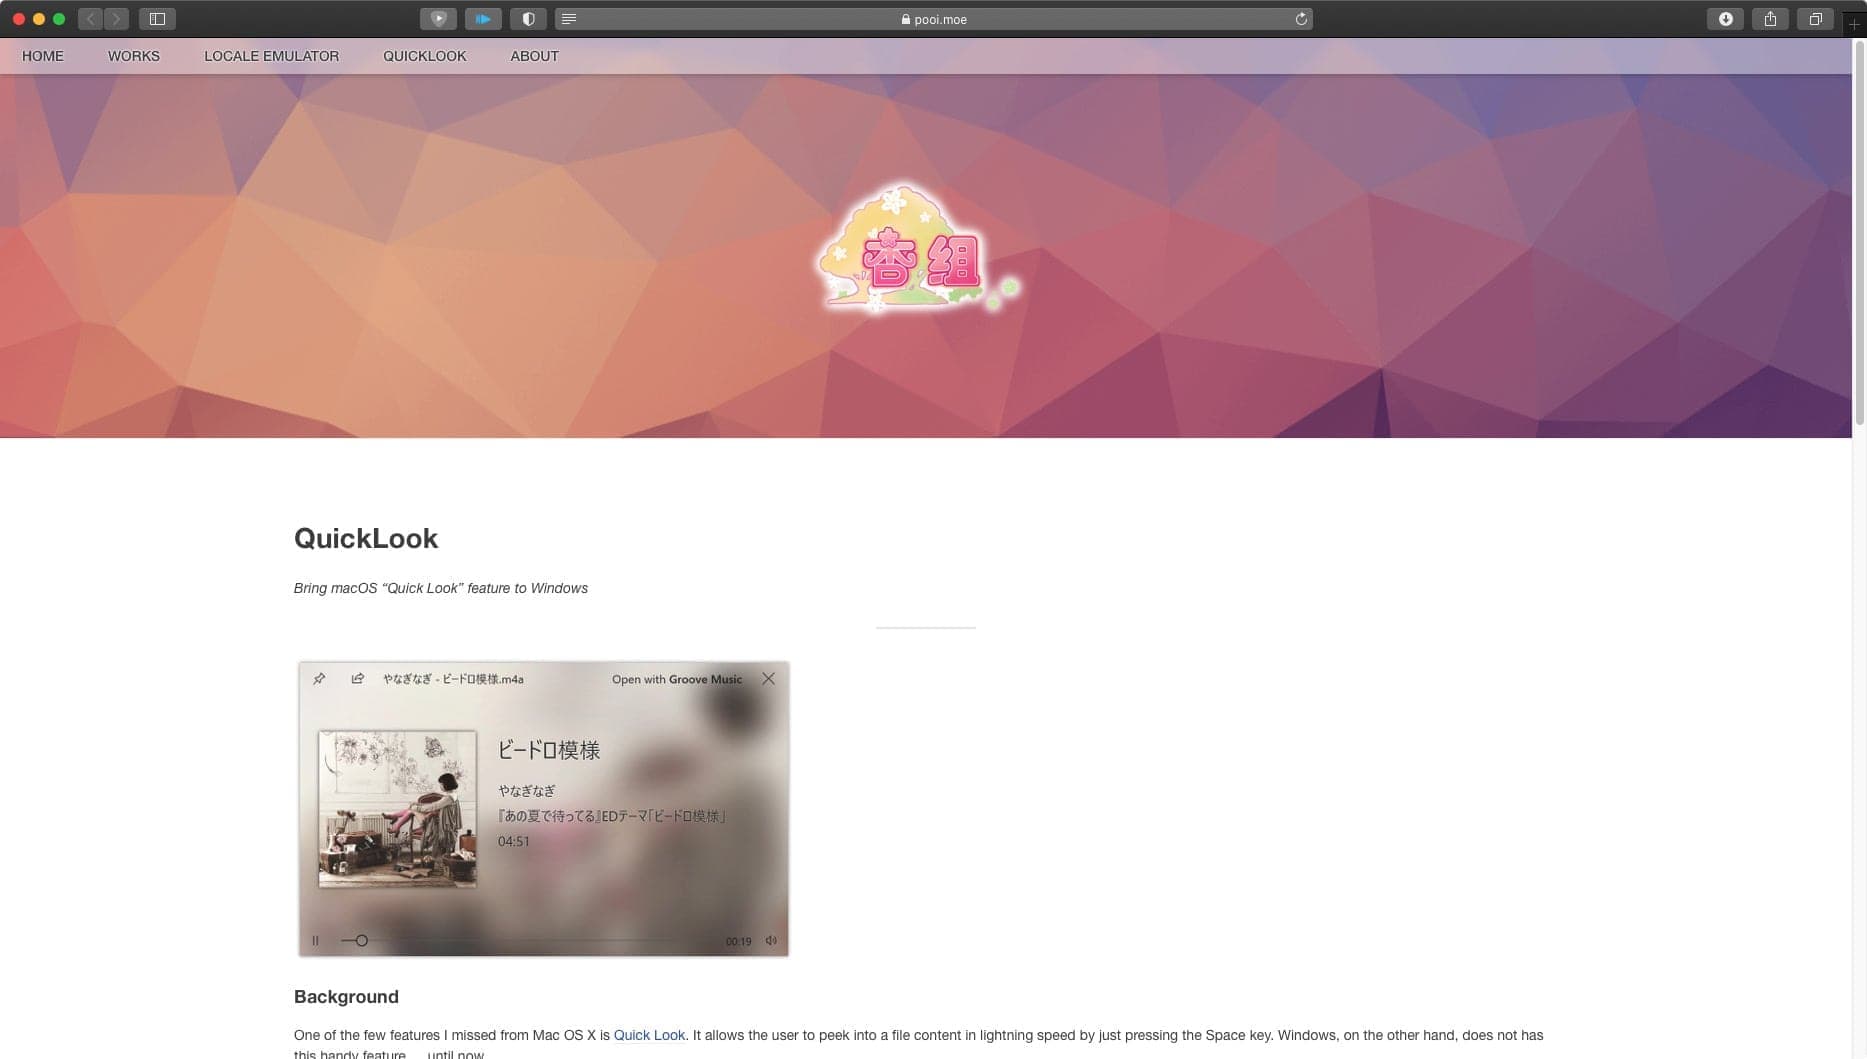 pooi.moe
HOME WORKS LOCALE EMULATOR QUICKLOOK ABOUT
番組
QuickLook
Bring macOS “Quick Look” feature to Windows
やなぎなぎ - ビードロ模様.m4a Open with Groove Music
ビードロ模様
やなぎなぎ
『あの夏で待ってる』EDテーマ「ビードロ模様」
04:51
00:19
Background
One of the few features I missed from Mac OS X is Quick Look. It allows the user to peek into a file content in lightning speed by just pressing the Space key. Windows, on the other hand, does not has
this handy feature … until now.